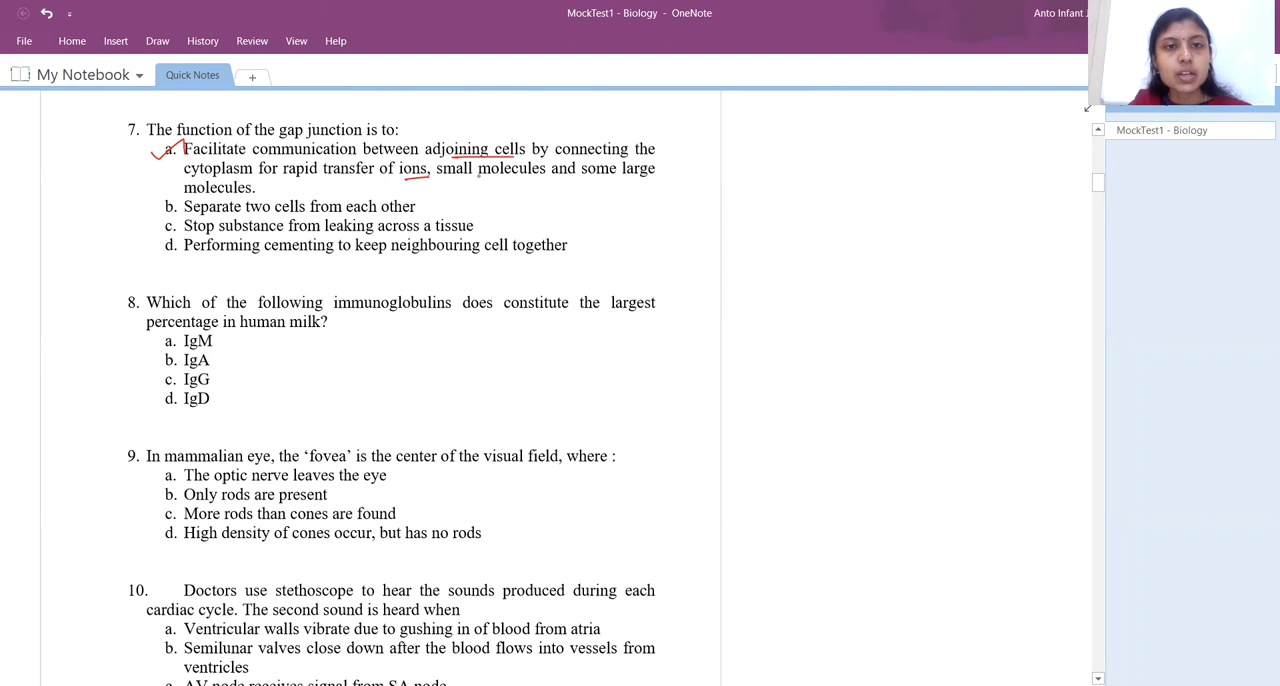 MockTest1 - Biology - OneNote
Anto Infant J
File Home Insert Draw History Review View Help
My Notebook Quick Notes +
MockTest1 - Biology
7. The function of the gap junction is to:
a. Facilitate communication between adjoining cells by connecting the
cytoplasm for rapid transfer of ions, small molecules and some large
molecules.
b. Separate two cells from each other
c. Stop substance from leaking across a tissue
d. Performing cementing to keep neighbouring cell together
8. Which of the following immunoglobulins does constitute the largest
percentage in human milk?
a. IgM
b. IgA
c. IgG
d. IgD
9. In mammalian eye, the ‘fovea’ is the center of the visual field, where :
a. The optic nerve leaves the eye
b. Only rods are present
c. More rods than cones are found
d. High density of cones occur, but has no rods
10. Doctors use stethoscope to hear the sounds produced during each
cardiac cycle. The second sound is heard when
a. Ventricular walls vibrate due to gushing in of blood from atria
b. Semilunar valves close down after the blood flows into vessels from
ventricles
c. AV node receives signal from SA node